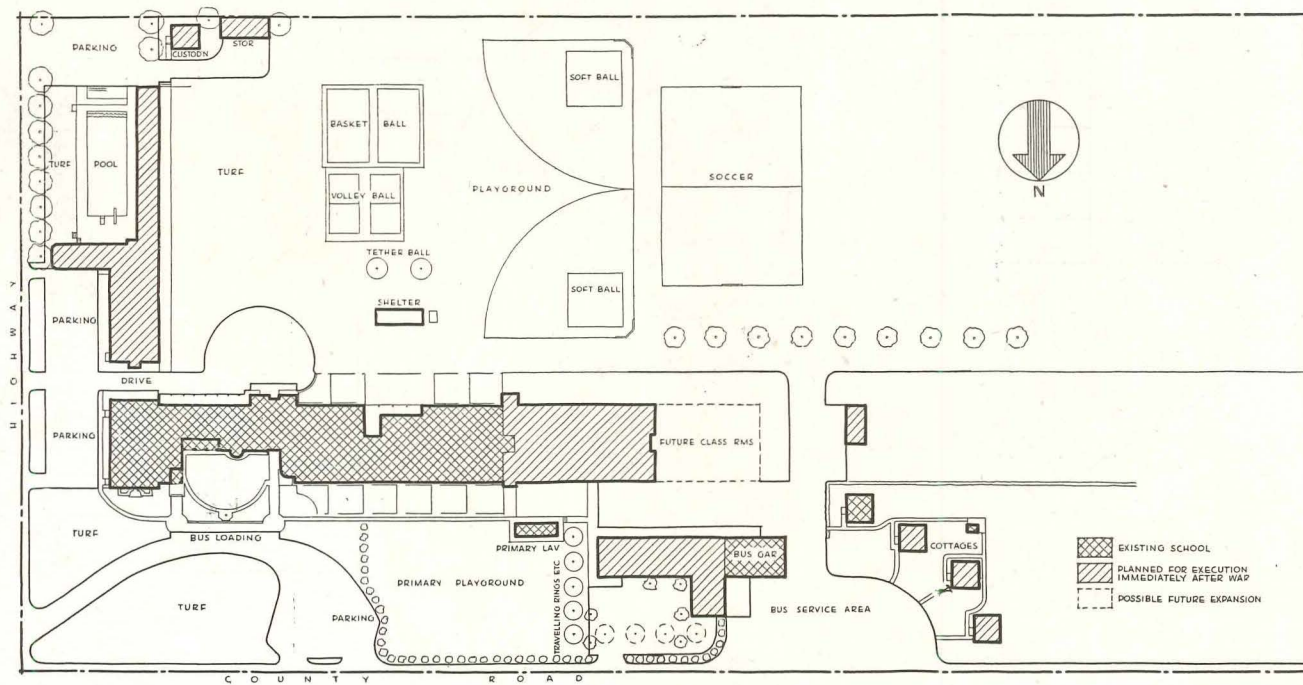 PARKING
CUSTODN
STOR
TURF
POOL
TURF
BASKET BALL
VOLLEY BALL
TETHER BALL
SHELTER
PLAYGROUND
SOFT BALL
SOFT BALL
SOCCER
N
HIGHWAY
PARKING
DRIVE
PARKING
FUTURE CLASS RMS
TURF
BUS LOADING
TURF
PARKING
PRIMARY PLAYGROUND
PRIMARY LAV
TRAVELLING RINGS ETC
BUS GAR
BUS SERVICE AREA
COTTAGES
EXISTING SCHOOL
PLANNED FOR EXECUTION
IMMEDIATELY AFTER WAR
POSSIBLE FUTURE EXPANSION
COUNTY ROAD